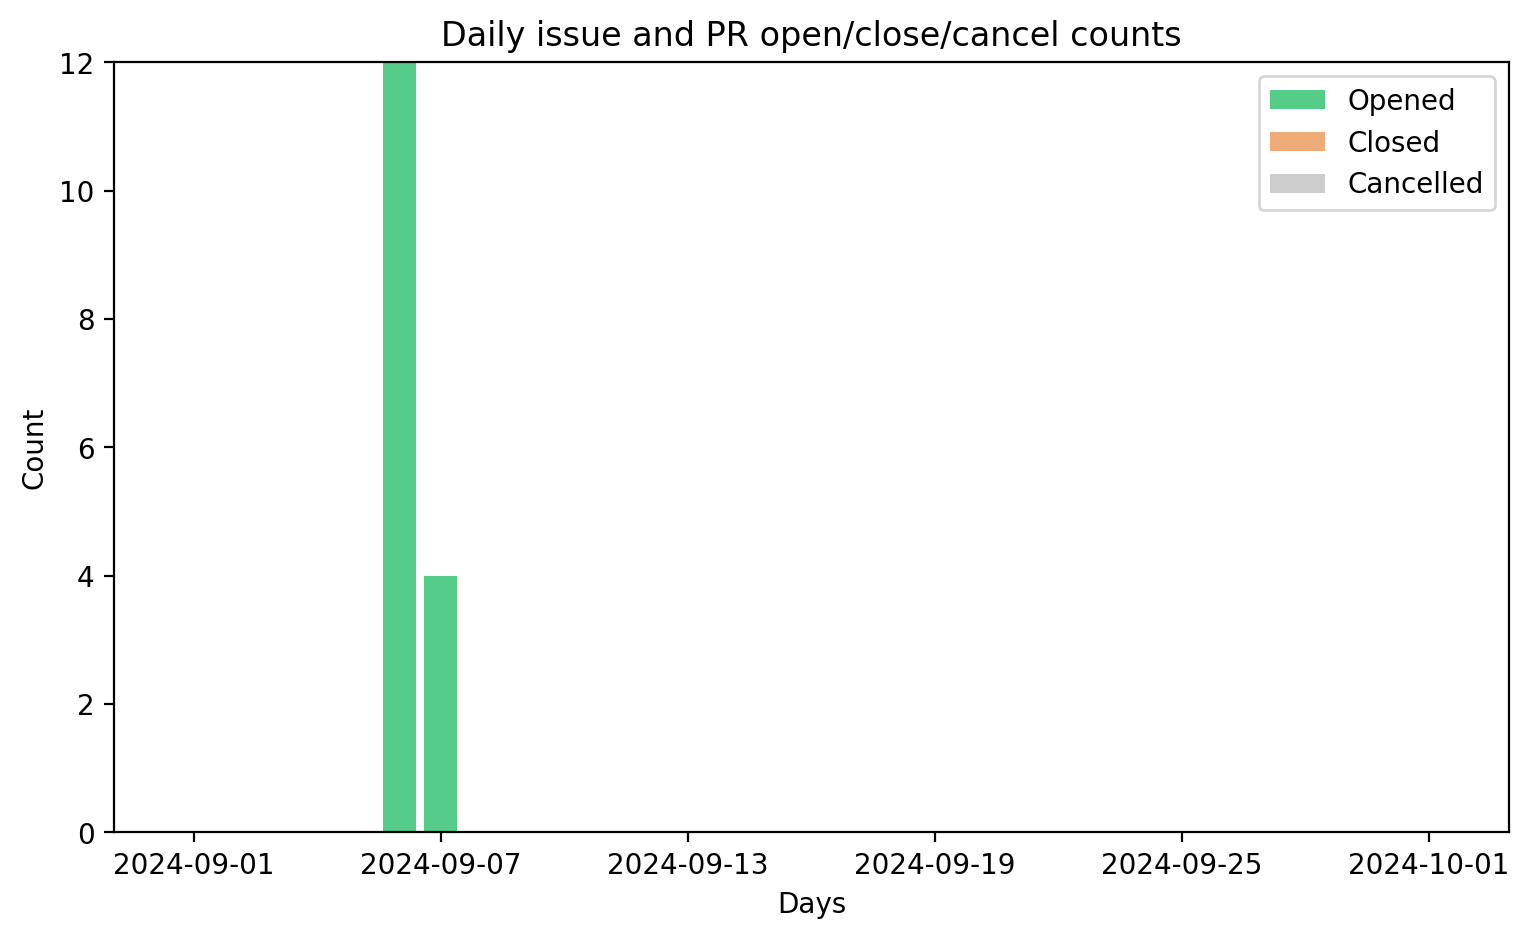 Daily issue and PR open/close/cancel counts
12
10
8
6
4
2
0
Count
Opened
Closed
Cancelled
2024-09-01
2024-09-07
2024-09-13
2024-09-19
2024-09-25
2024-10-01
Days